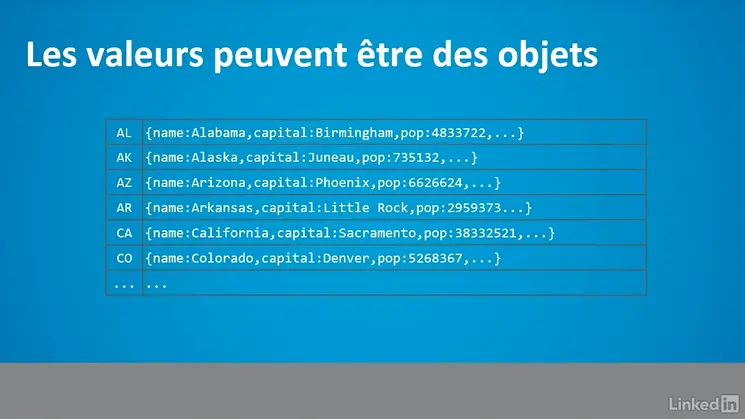 Les valeurs peuvent être des objets
AL {name:Alabama,capital:Birmingham,pop:4833722,...}
AK {name:Alaska,capital:Juneau,pop:735132,...}
AZ {name:Arizona,capital:Phoenix,pop:6626624,...}
AR {name:Arkansas,capital:Little Rock,pop:2959373...}
CA {name:California,capital:Sacramento,pop:38332521,...}
CO {name:Colorado,capital:Denver,pop:5268367,...}
... ...
Linked in